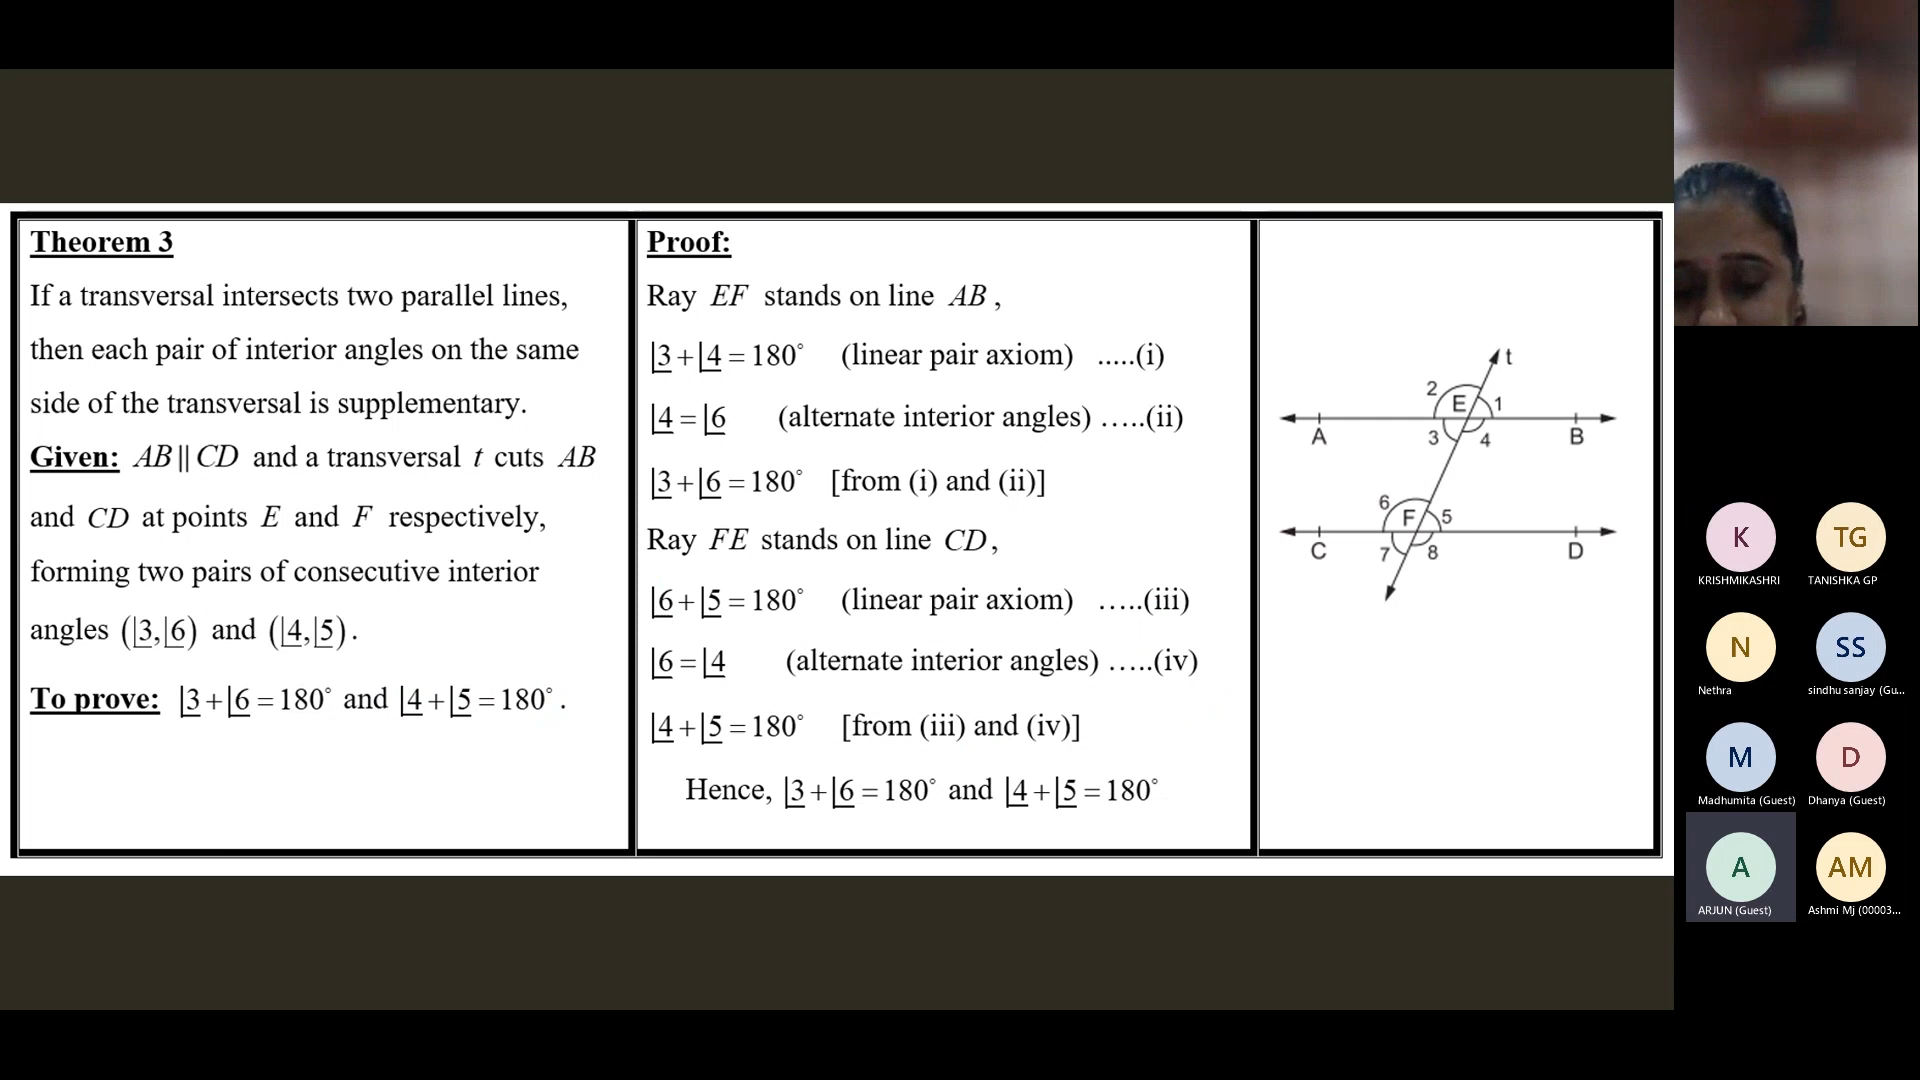 Theorem 3
If a transversal intersects two parallel lines,
then each pair of interior angles on the same
side of the transversal is supplementary.
Given: AB || CD and a transversal t cuts AB
and CD at points E and F respectively,
forming two pairs of consecutive interior
angles (⌊3,⌊6) and (⌊4,⌊5).
To prove: ⌊3+⌊6 = 180° and ⌊4+⌊5 = 180°.
Proof:
Ray EF stands on line AB,
⌊3+⌊4 = 180° (linear pair axiom) .....(i)
⌊4 = ⌊6 (alternate interior angles) .....(ii)
⌊3+⌊6 = 180° [from (i) and (ii)]
Ray FE stands on line CD,
⌊6+⌊5 = 180° (linear pair axiom) .....(iii)
⌊6 = ⌊4 (alternate interior angles) .....(iv)
⌊4+⌊5 = 180° [from (iii) and (iv)]
Hence, ⌊3+⌊6 = 180° and ⌊4+⌊5 = 180°
t
2 E 1
A 3 4 B
6 F 5
C 7 8 D
K TG
KRISHMIKASHRI TANISHKA GP
N SS
Nethra sindhu sanjay (Gu...
M D
Madhumita (Guest) Dhanya (Guest)
A AM
ARJUN (Guest) Ashmi Mj (00003...